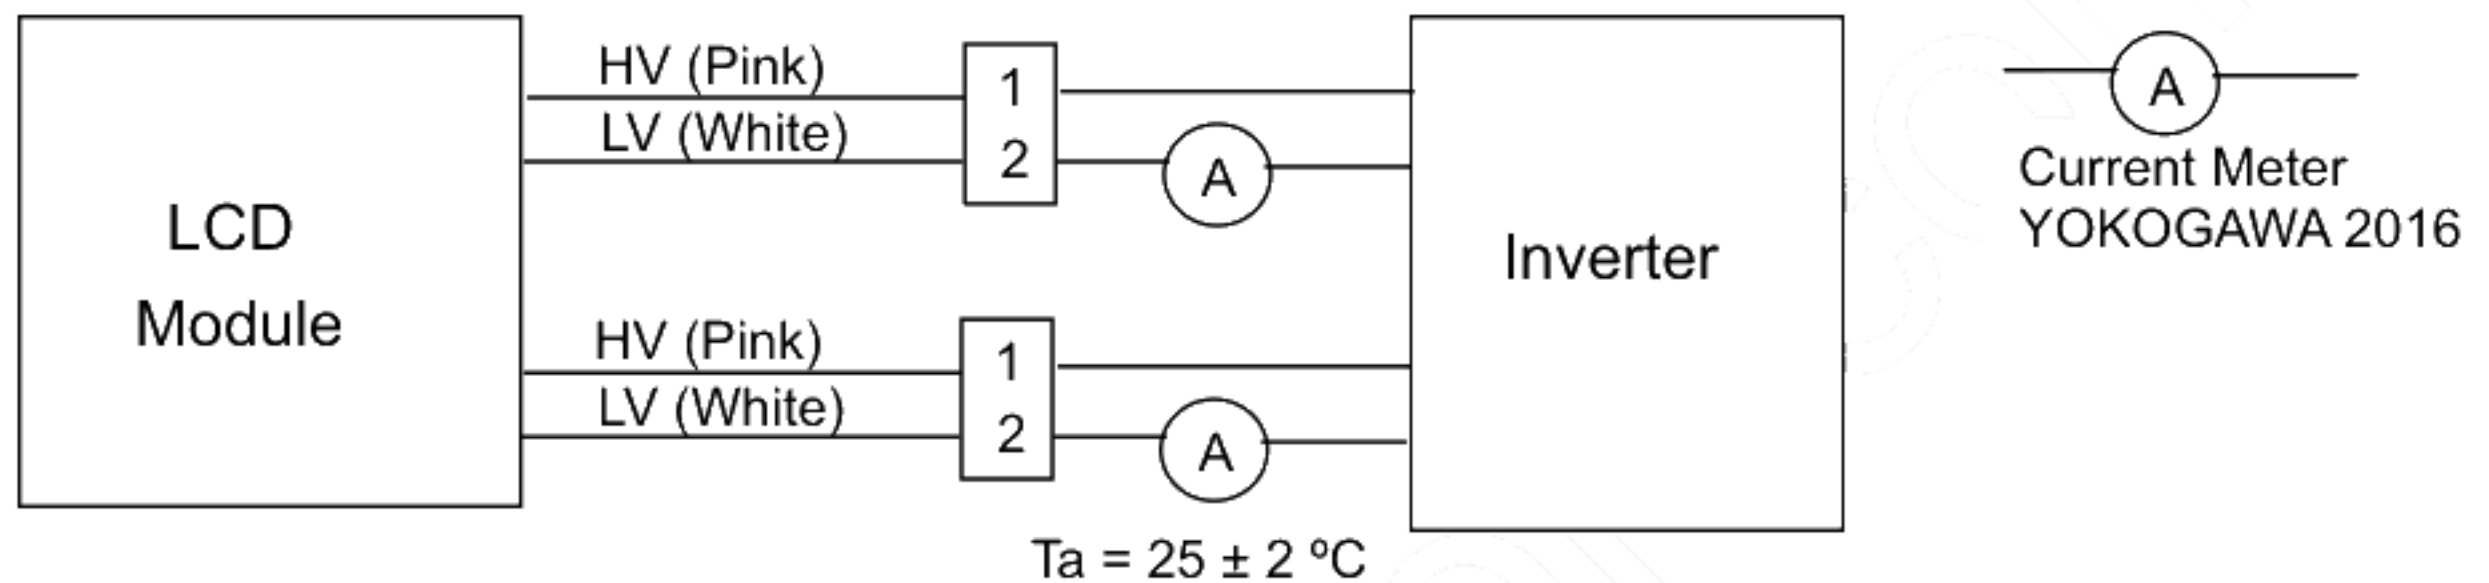 LCD
Module
HV (Pink)
LV (White)
1
2
A
HV (Pink)
LV (White)
1
2
A
Ta = 25 ± 2 ºC
Inverter
A
Current Meter
YOKOGAWA 2016